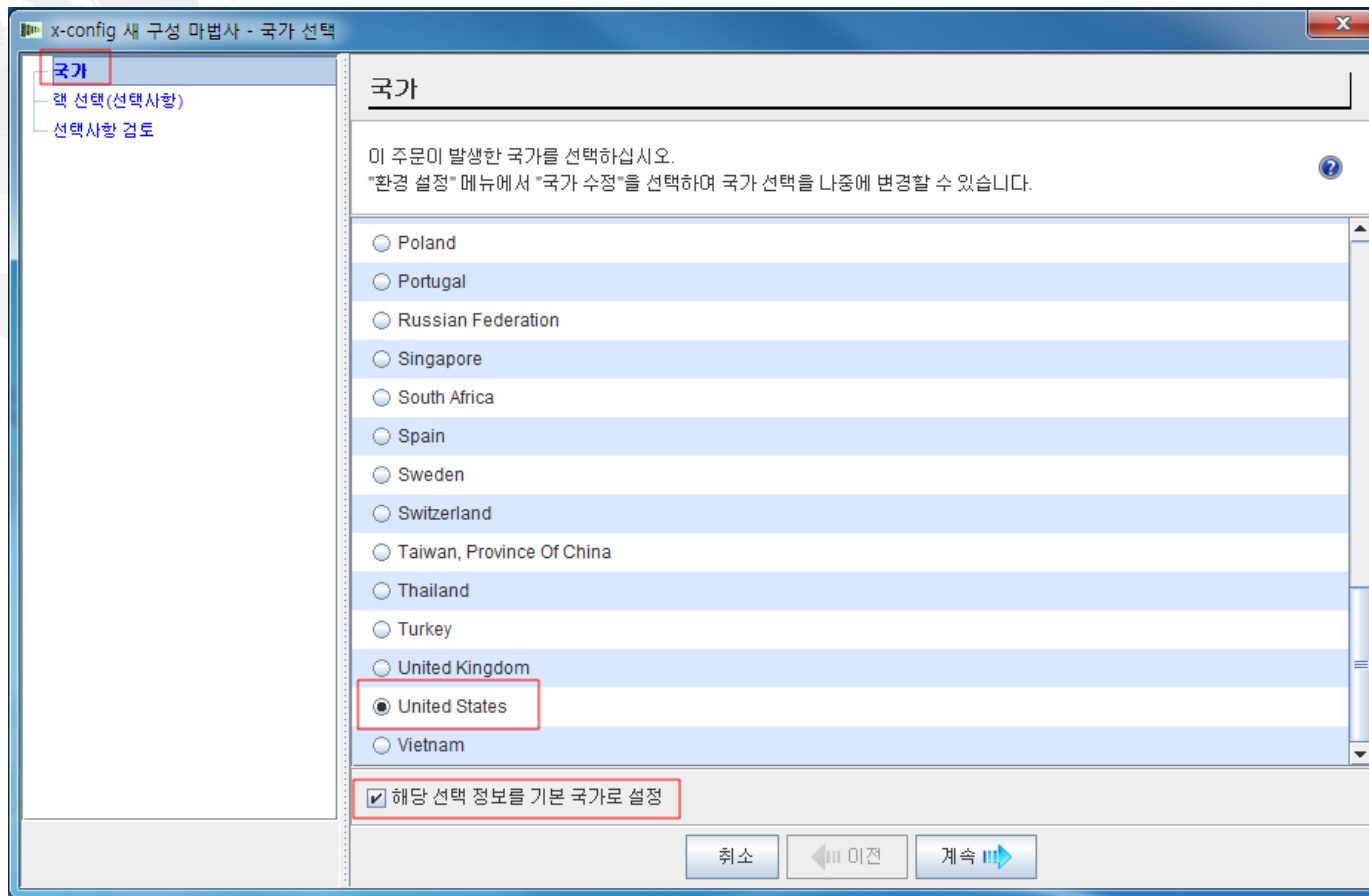 x-config 새 구성 마법사 - 국가 선택
국가
랙 선택(선택사항)
선택사항 검토
국가
이 주문이 발생한 국가를 선택하십시오.
"환경 설정" 메뉴에서 "국가 수정"을 선택하여 국가 선택을 나중에 변경할 수 있습니다.
Poland
Portugal
Russian Federation
Singapore
South Africa
Spain
Sweden
Switzerland
Taiwan, Province Of China
Thailand
Turkey
United Kingdom
United States
Vietnam
해당 선택 정보를 기본 국가로 설정
취소
이전
계속